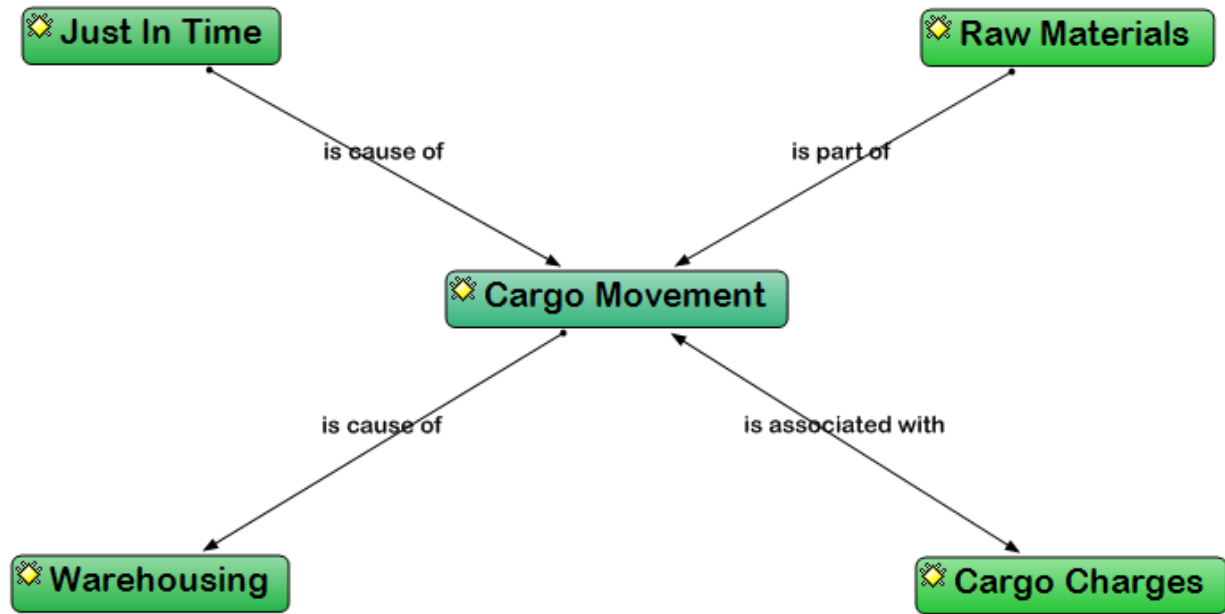 Just In Time
Raw Materials
is cause of
is part of
Cargo Movement
is cause of
is associated with
Warehousing
Cargo Charges